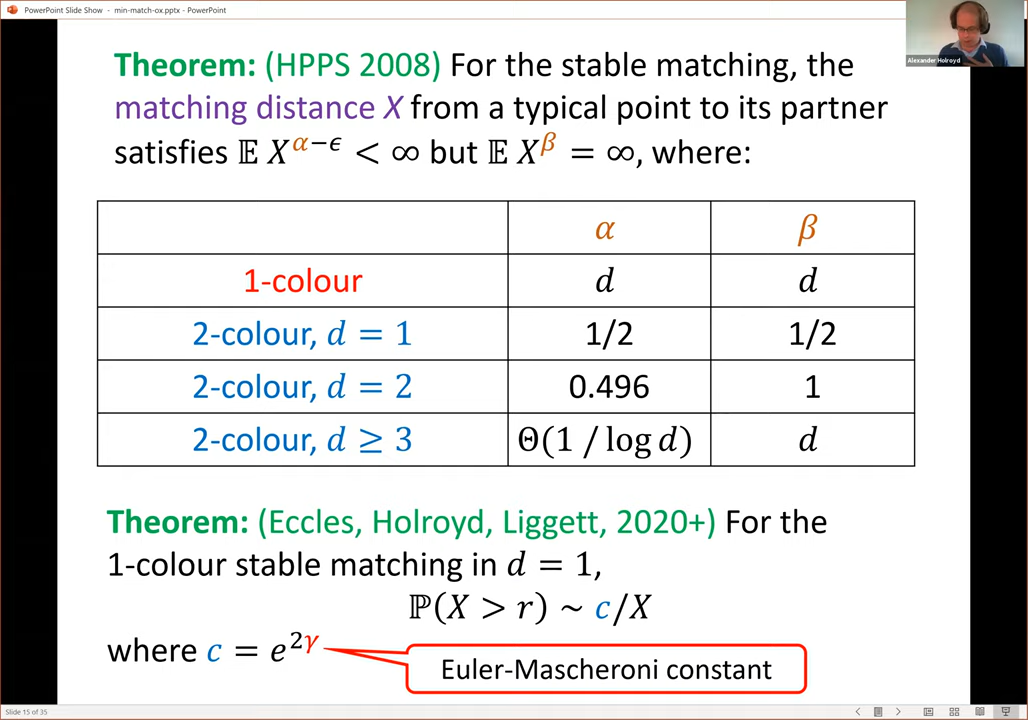 PowerPoint Slide Show - min-match-ox.pptx - PowerPoint
Alexander Holroyd
Theorem: (HPPS 2008) For the stable matching, the
matching distance X from a typical point to its partner
satisfies 𝔼 X^{α−ϵ} < ∞ but 𝔼 X^β = ∞, where:
α β
1-colour d d
2-colour, d = 1 1/2 1/2
2-colour, d = 2 0.496 1
2-colour, d ≥ 3 Θ(1 / log d) d
Theorem: (Eccles, Holroyd, Liggett, 2020+) For the
1-colour stable matching in d = 1,
ℙ(X > r) ~ c/X
where c = e^{2γ}
Euler-Mascheroni constant
Slide 15 of 35